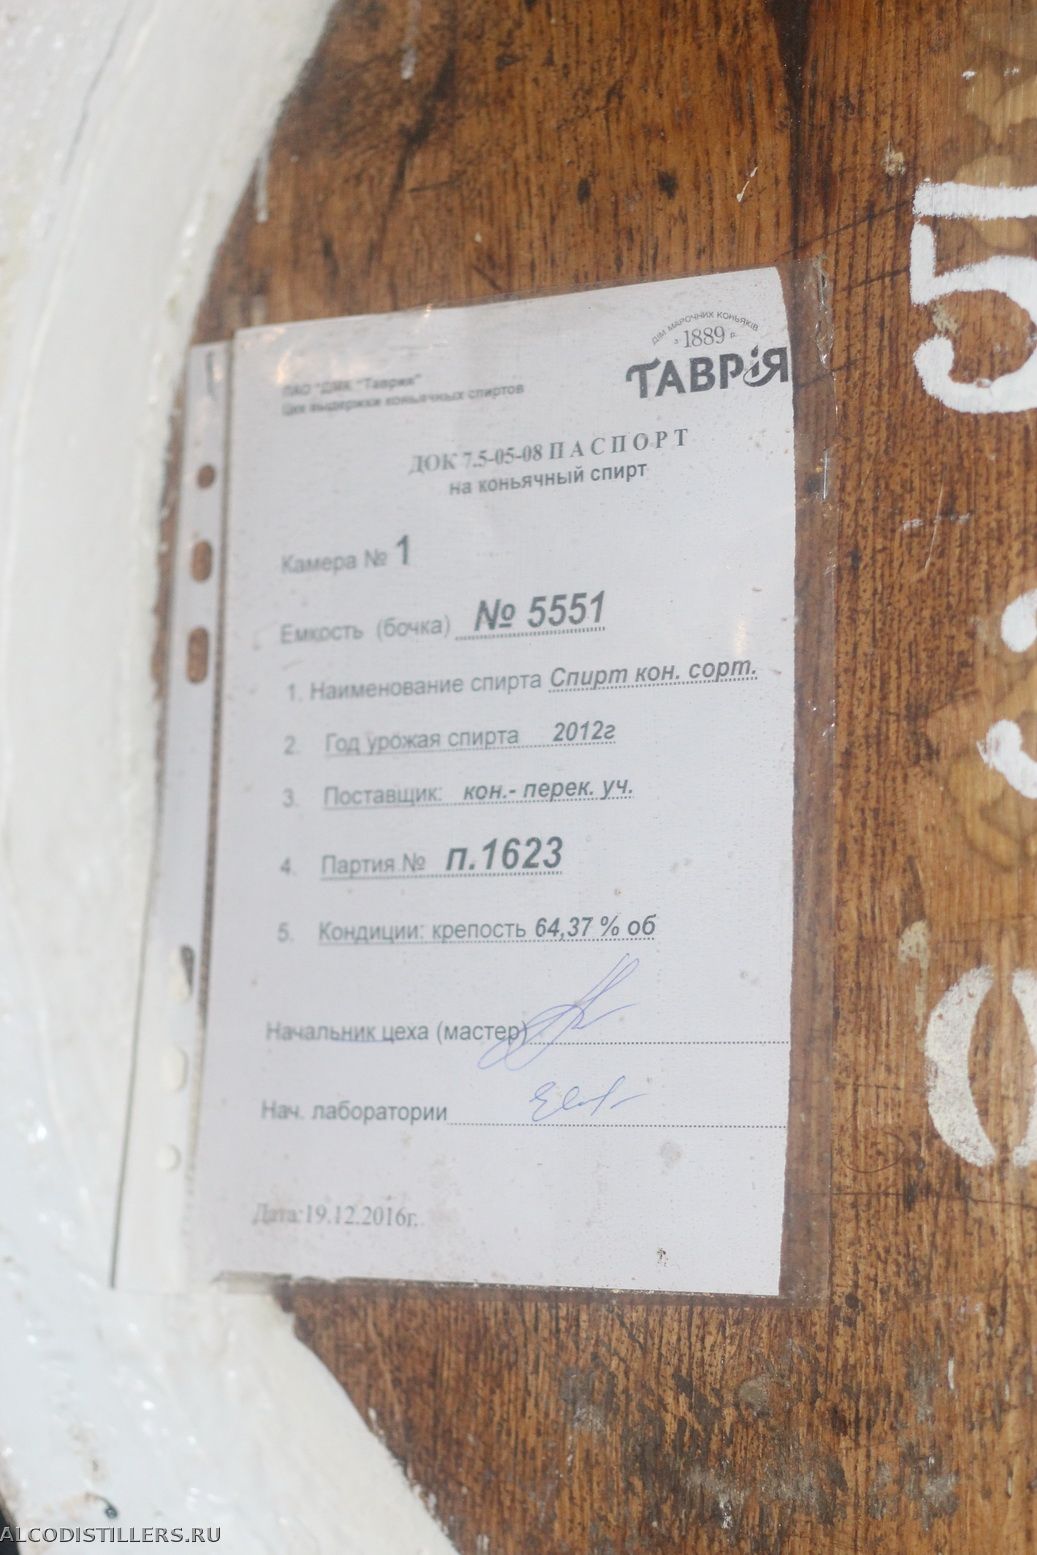 ДІМ МАРОЧНИХ КОНЬЯКІВ
з 1889 р.
ТАВРІЯ
ПАО "ДМК "Таврия"
Цех выдержки коньячных спиртов
ДОК 7.5-05-08 ПАСПОРТ
на коньячный спирт
Камера № 1
Емкость (бочка) № 5551
1. Наименование спирта Спирт кон. сорт.
2. Год урожая спирта 2012г
3. Поставщик: кон.- перек. уч.
4. Партия № п.1623
5. Кондиции: крепость 64,37 % об
Начальник цеха (мастер)
Нач. лаборатории
Дата:19.12.2016г.
5
ALCODISTILLERS.RU